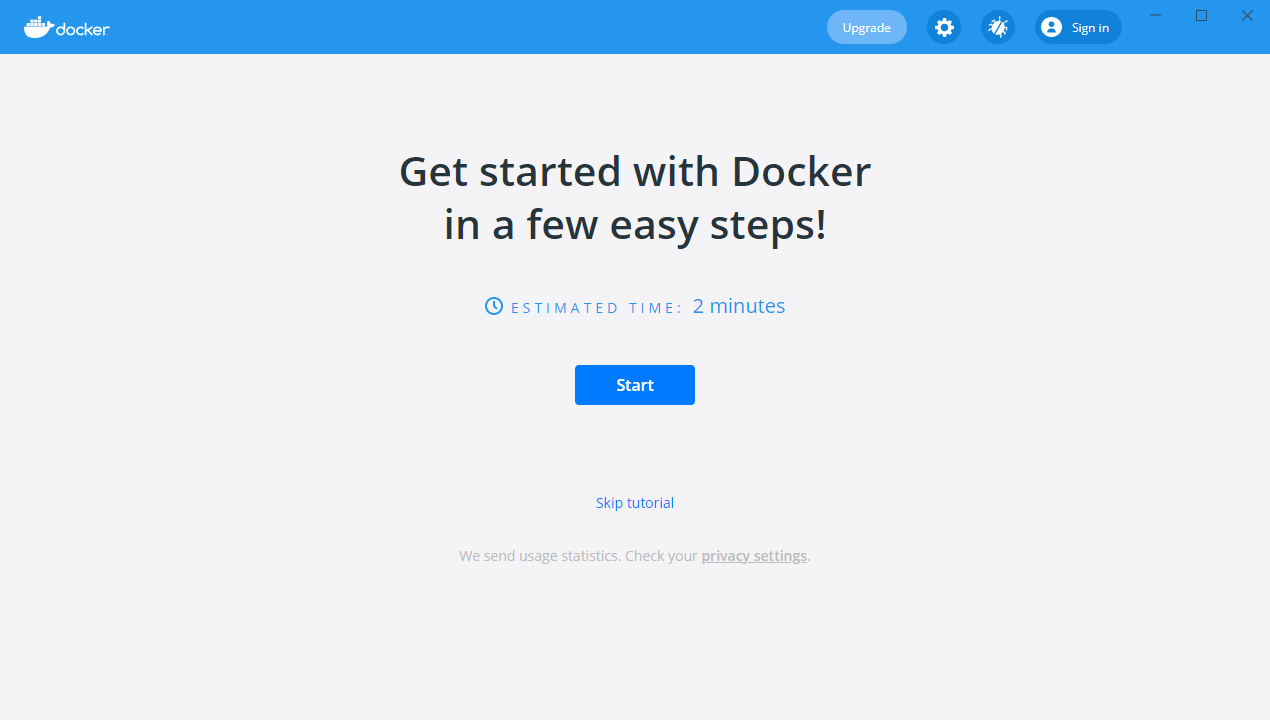 docker
Upgrade
Sign in
Get started with Docker
in a few easy steps!
ESTIMATED TIME: 2 minutes
Start
Skip tutorial
We send usage statistics. Check your privacy settings.